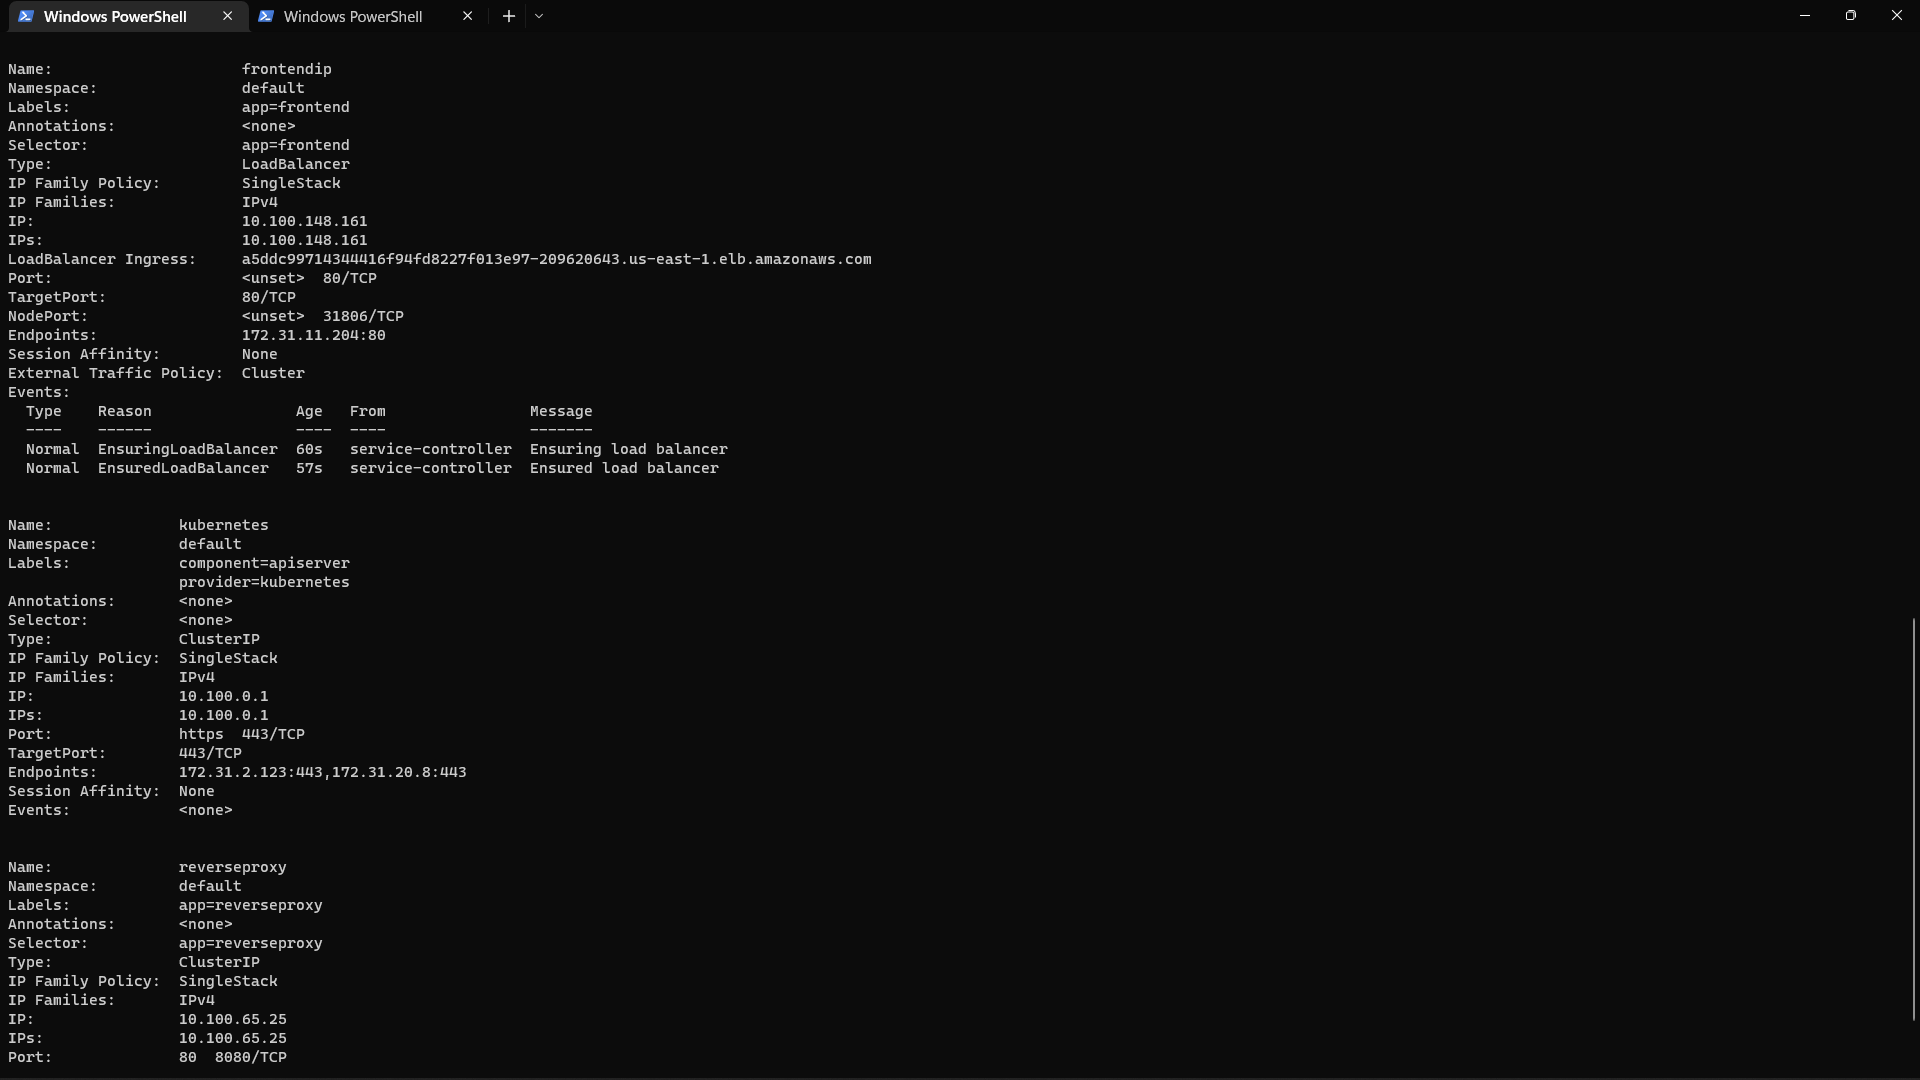 Windows PowerShell
Windows PowerShell
Name:                     frontendip
Namespace:                default
Labels:                   app=frontend
Annotations:              <none>
Selector:                 app=frontend
Type:                     LoadBalancer
IP Family Policy:         SingleStack
IP Families:              IPv4
IP:                       10.100.148.161
IPs:                      10.100.148.161
LoadBalancer Ingress:     a5ddc99714344416f94fd8227f013e97-209620643.us-east-1.elb.amazonaws.com
Port:                     <unset>  80/TCP
TargetPort:               80/TCP
NodePort:                 <unset>  31806/TCP
Endpoints:                172.31.11.204:80
Session Affinity:         None
External Traffic Policy:  Cluster
Events:
  Type    Reason                Age   From                Message
  ----    ------                ----  ----                -------
  Normal  EnsuringLoadBalancer  60s   service-controller  Ensuring load balancer
  Normal  EnsuredLoadBalancer   57s   service-controller  Ensured load balancer
Name:              kubernetes
Namespace:         default
Labels:            component=apiserver
                   provider=kubernetes
Annotations:       <none>
Selector:          <none>
Type:              ClusterIP
IP Family Policy:  SingleStack
IP Families:       IPv4
IP:                10.100.0.1
IPs:               10.100.0.1
Port:              https  443/TCP
TargetPort:        443/TCP
Endpoints:         172.31.2.123:443,172.31.20.8:443
Session Affinity:  None
Events:            <none>
Name:              reverseproxy
Namespace:         default
Labels:            app=reverseproxy
Annotations:       <none>
Selector:          app=reverseproxy
Type:              ClusterIP
IP Family Policy:  SingleStack
IP Families:       IPv4
IP:                10.100.65.25
IPs:               10.100.65.25
Port:              80  8080/TCP